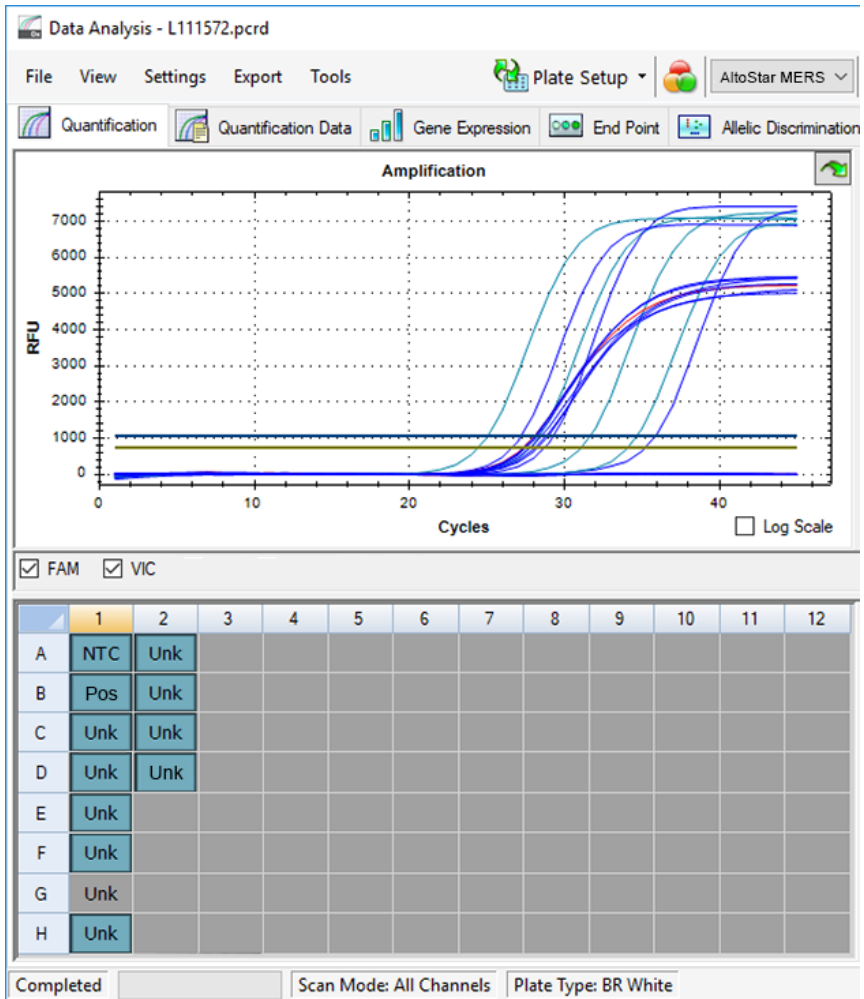 Data Analysis - L111572.pcrd
File View Settings Export Tools Plate Setup AltoStar MERS
Quantification Quantification Data Gene Expression End Point Allelic Discrimination
Amplification
7000
6000
5000
4000
3000
2000
1000
0
RFU
0 10 20 30 40
Cycles
Log Scale
FAM VIC
1 2 3 4 5 6 7 8 9 10 11 12
A NTC Unk
B Pos Unk
C Unk Unk
D Unk Unk
E Unk
F Unk
G Unk
H Unk
Completed Scan Mode: All Channels Plate Type: BR White